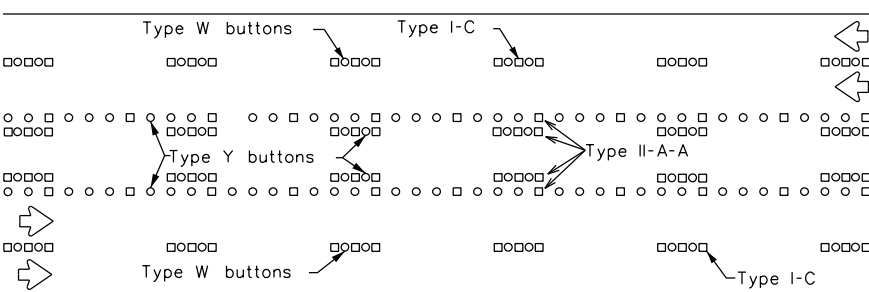 Type W buttons
Type I-C
Type Y buttons
Type II-A-A
Type W buttons
Type I-C